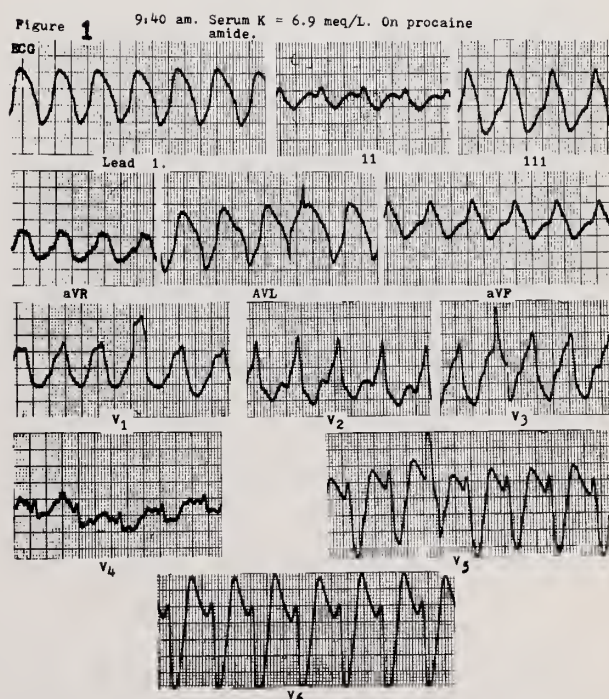 Figure 1
9:40 am. Serum K = 6.9 meq/L. On procaine
amide.
ECG
Lead 1.
11
111
aVR
AVL
aVF
V1
V2
V3
V4
V5
V6